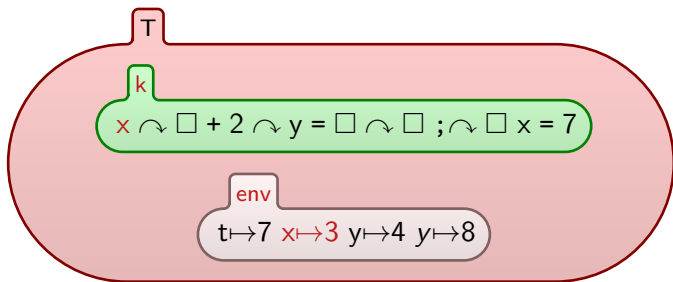 T
k
x ↷ □ + 2 ↷ y = □ ↷ □ ; ↷ □ x = 7
env
t↦7 x↦3 y↦4 y↦8